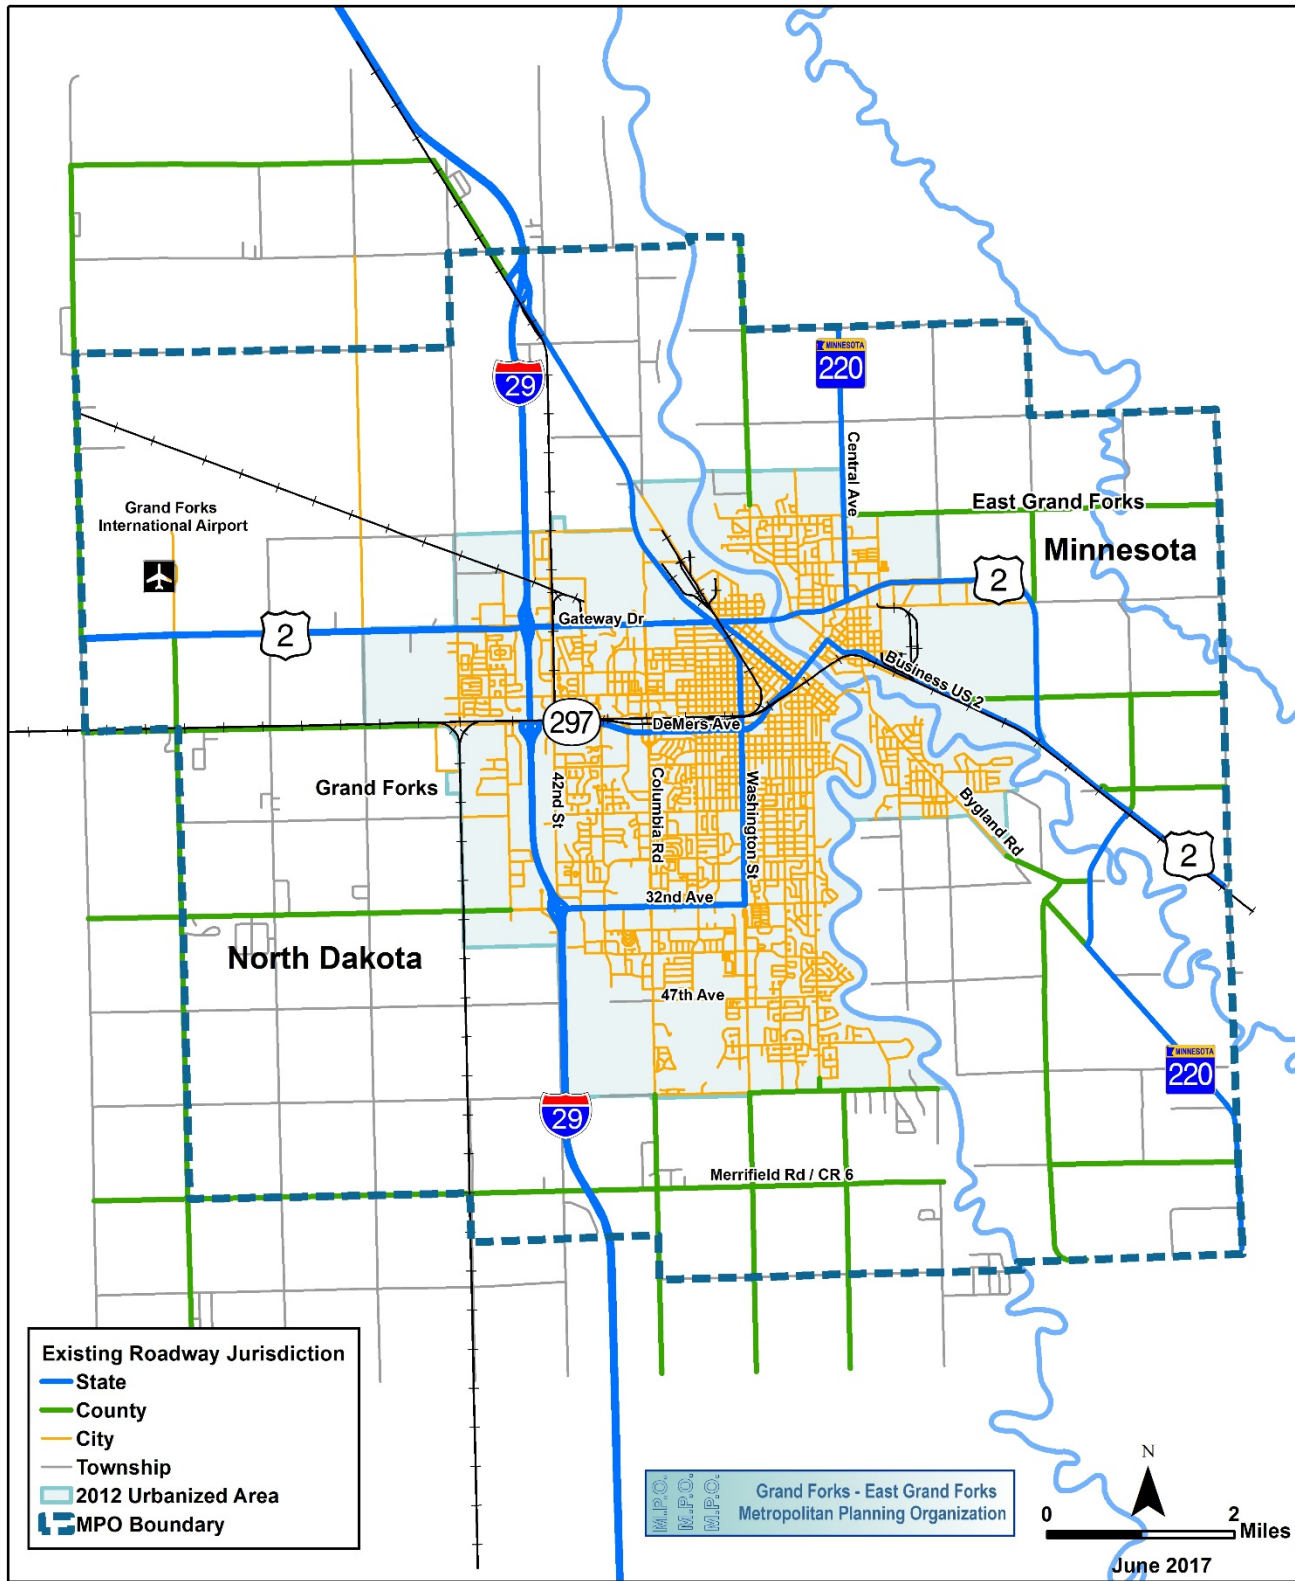 29
MINNESOTA
220
Central Ave
Grand Forks
International Airport
East Grand Forks
Minnesota
2
2
Gateway Dr
Business US 2
297
DeMers Ave
Grand Forks
42nd St
Columbia Rd
Washington St
Bygland Rd
2
32nd Ave
North Dakota
47th Ave
MINNESOTA
220
29
Merrifield Rd / CR 6
Existing Roadway Jurisdiction
State
County
City
Township
2012 Urbanized Area
MPO Boundary
M.P.O.
M.P.O.
M.P.O.
Grand Forks - East Grand Forks
Metropolitan Planning Organization
N
0 2
Miles
June 2017